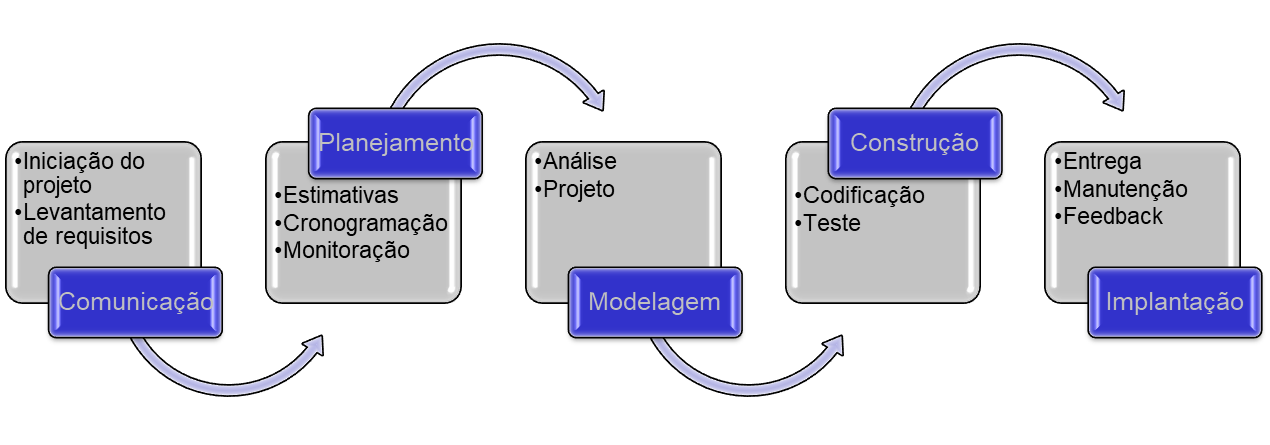 •Iniciação do
projeto
•Levantamento
de requisitos
Comunicação
Planejamento
•Estimativas
•Cronogramação
•Monitoração
•Análise
•Projeto
Modelagem
Construção
•Codificação
•Teste
•Entrega
•Manutenção
•Feedback
Implantação